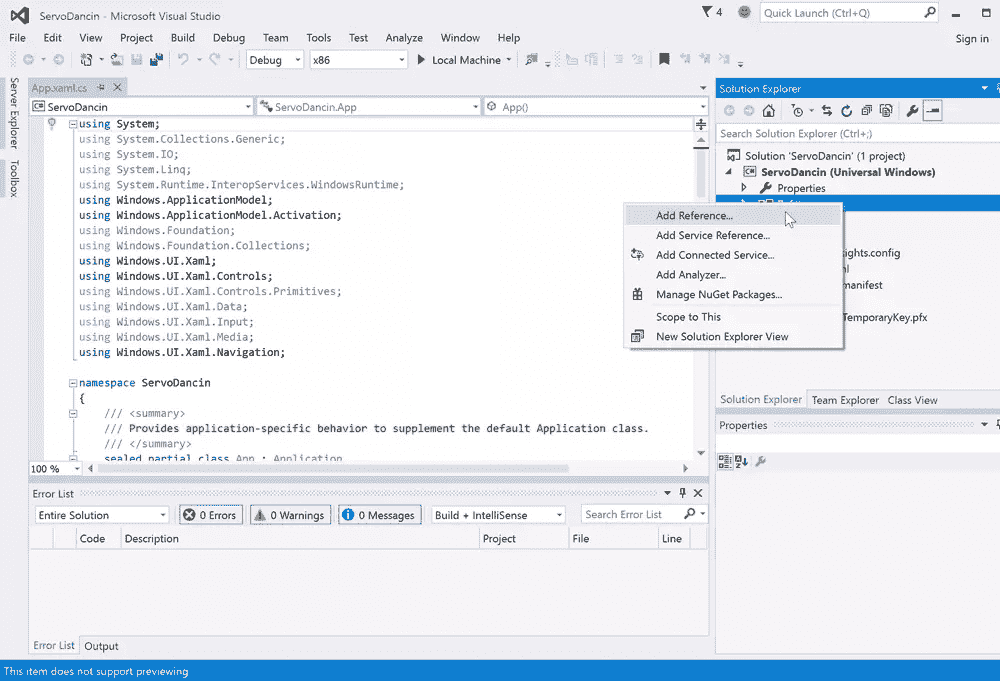 ServoDancin - Microsoft Visual Studio
4
Quick Launch (Ctrl+Q)
File Edit View Project Build Debug Team Tools Test Analyze Window Help
Sign in
Debug x86 Local Machine
Server Explorer
Toolbox
App.xaml.cs
ServoDancin ServoDancin.App App()
using System;
using System.Collections.Generic;
using System.IO;
using System.Linq;
using System.Runtime.InteropServices.WindowsRuntime;
using Windows.ApplicationModel;
using Windows.ApplicationModel.Activation;
using Windows.Foundation;
using Windows.Foundation.Collections;
using Windows.UI.Xaml;
using Windows.UI.Xaml.Controls;
using Windows.UI.Xaml.Controls.Primitives;
using Windows.UI.Xaml.Data;
using Windows.UI.Xaml.Input;
using Windows.UI.Xaml.Media;
using Windows.UI.Xaml.Navigation;
namespace ServoDancin
{
/// <summary>
/// Provides application-specific behavior to supplement the default Application class.
/// </summary>
sealed partial class App : Application
100 %
Solution Explorer
Search Solution Explorer (Ctrl+;)
Solution 'ServoDancin' (1 project)
C# ServoDancin (Universal Windows)
Properties
Add Reference...
Add Service Reference...
Add Connected Service...
Add Analyzer...
Manage NuGet Packages...
Scope to This
New Solution Explorer View
ights.config
ml
manifest
TemporaryKey.pfx
Solution Explorer Team Explorer Class View
Properties
Error List
Entire Solution 0 Errors 0 Warnings 0 Messages Build + IntelliSense Search Error List
Code Description Project File Line
Error List Output
This item does not support previewing